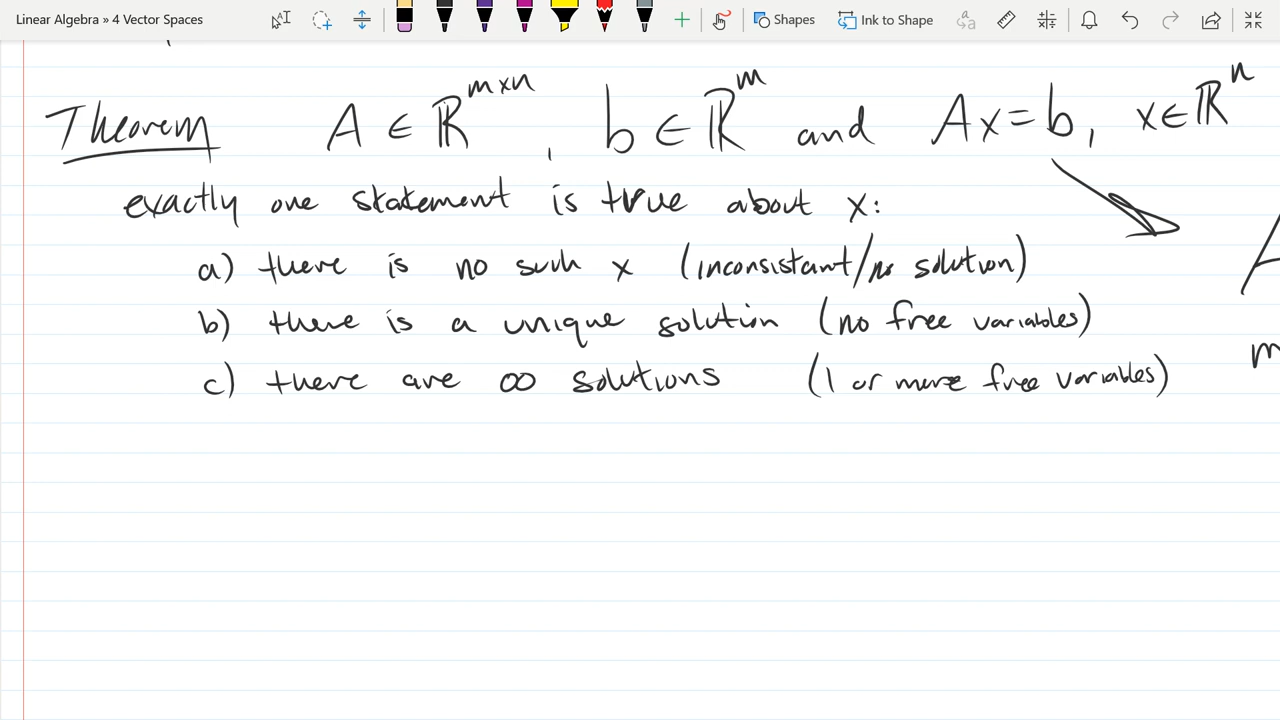 Linear Algebra » 4 Vector Spaces
Shapes
Ink to Shape
Theorem A ∈ ℝ^{m×n}, b ∈ ℝ^m and Ax = b, x ∈ ℝ^n
exactly one statement is true about x:
a) there is no such x (inconsistant/no solution)
b) there is a unique solution (no free variables)
c) there are ∞ solutions (1 or more free variables)
A
m